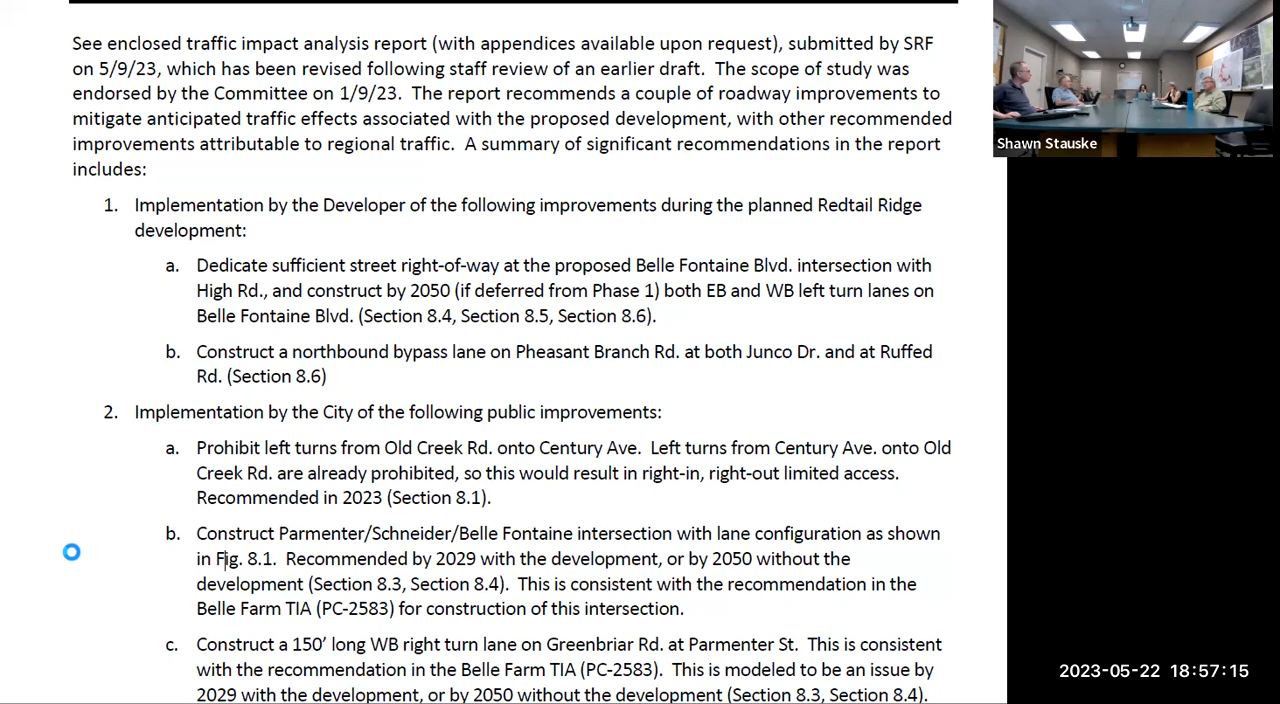 See enclosed traffic impact analysis report (with appendices available upon request), submitted by SRF
on 5/9/23, which has been revised following staff review of an earlier draft.  The scope of study was
endorsed by the Committee on 1/9/23.  The report recommends a couple of roadway improvements to
mitigate anticipated traffic effects associated with the proposed development, with other recommended
improvements attributable to regional traffic.  A summary of significant recommendations in the report
includes:
1. Implementation by the Developer of the following improvements during the planned Redtail Ridge
development:
a. Dedicate sufficient street right-of-way at the proposed Belle Fontaine Blvd. intersection with
High Rd., and construct by 2050 (if deferred from Phase 1) both EB and WB left turn lanes on
Belle Fontaine Blvd. (Section 8.4, Section 8.5, Section 8.6).
b. Construct a northbound bypass lane on Pheasant Branch Rd. at both Junco Dr. and at Ruffed
Rd. (Section 8.6)
2. Implementation by the City of the following public improvements:
a. Prohibit left turns from Old Creek Rd. onto Century Ave.  Left turns from Century Ave. onto Old
Creek Rd. are already prohibited, so this would result in right-in, right-out limited access.
Recommended in 2023 (Section 8.1).
b. Construct Parmenter/Schneider/Belle Fontaine intersection with lane configuration as shown
in Fig. 8.1.  Recommended by 2029 with the development, or by 2050 without the
development (Section 8.3, Section 8.4).  This is consistent with the recommendation in the
Belle Farm TIA (PC-2583) for construction of this intersection.
c. Construct a 150’ long WB right turn lane on Greenbriar Rd. at Parmenter St.  This is consistent
with the recommendation in the Belle Farm TIA (PC-2583).  This is modeled to be an issue by
2029 with the development, or by 2050 without the development (Section 8.3, Section 8.4).
Shawn Stauske
2023-05-22 18:57:15